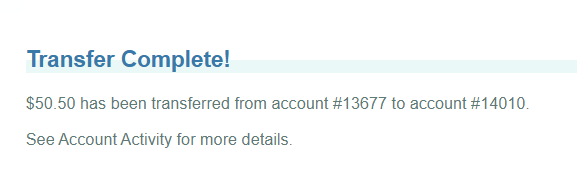 Transfer Complete!
$50.50 has been transferred from account #13677 to account #14010.
See Account Activity for more details.